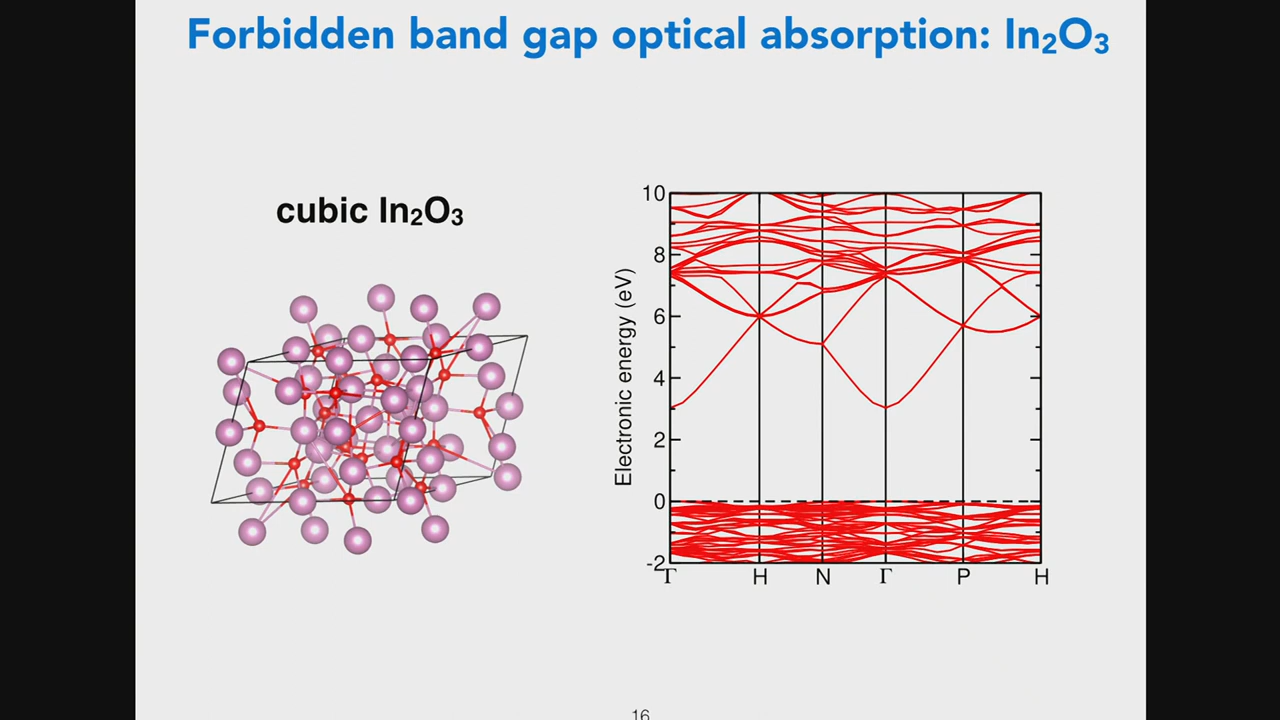 Forbidden band gap optical absorption: In₂O₃
cubic In₂O₃
Electronic energy (eV)
10
8
6
4
2
0
-2
Γ H N Γ P H
16